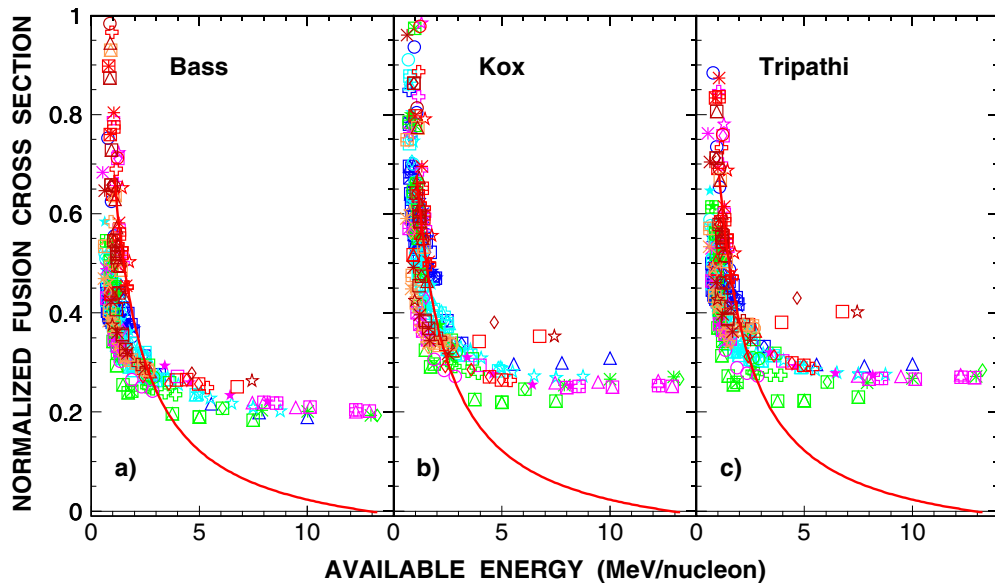 NORMALIZED FUSION CROSS SECTION
1
0.8
0.6
0.4
0.2
0
Bass
Kox
Tripathi
a)
b)
c)
0 5 10 0 5 10 0 5 10
AVAILABLE ENERGY (MeV/nucleon)